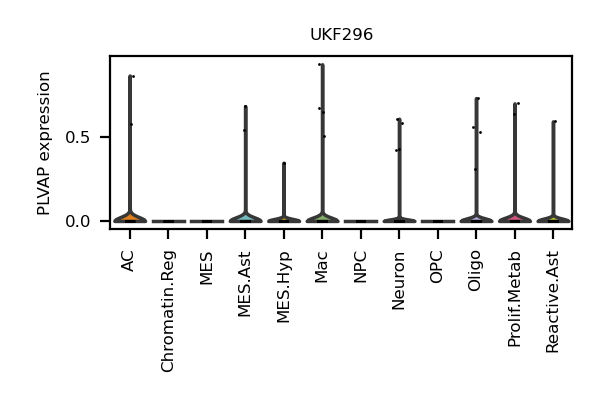 UKF296
PLVAP expression
0.5
0.0
AC
Chromatin.Reg
MES
MES.Ast
MES.Hyp
Mac
NPC
Neuron
OPC
Oligo
Prolif.Metab
Reactive.Ast